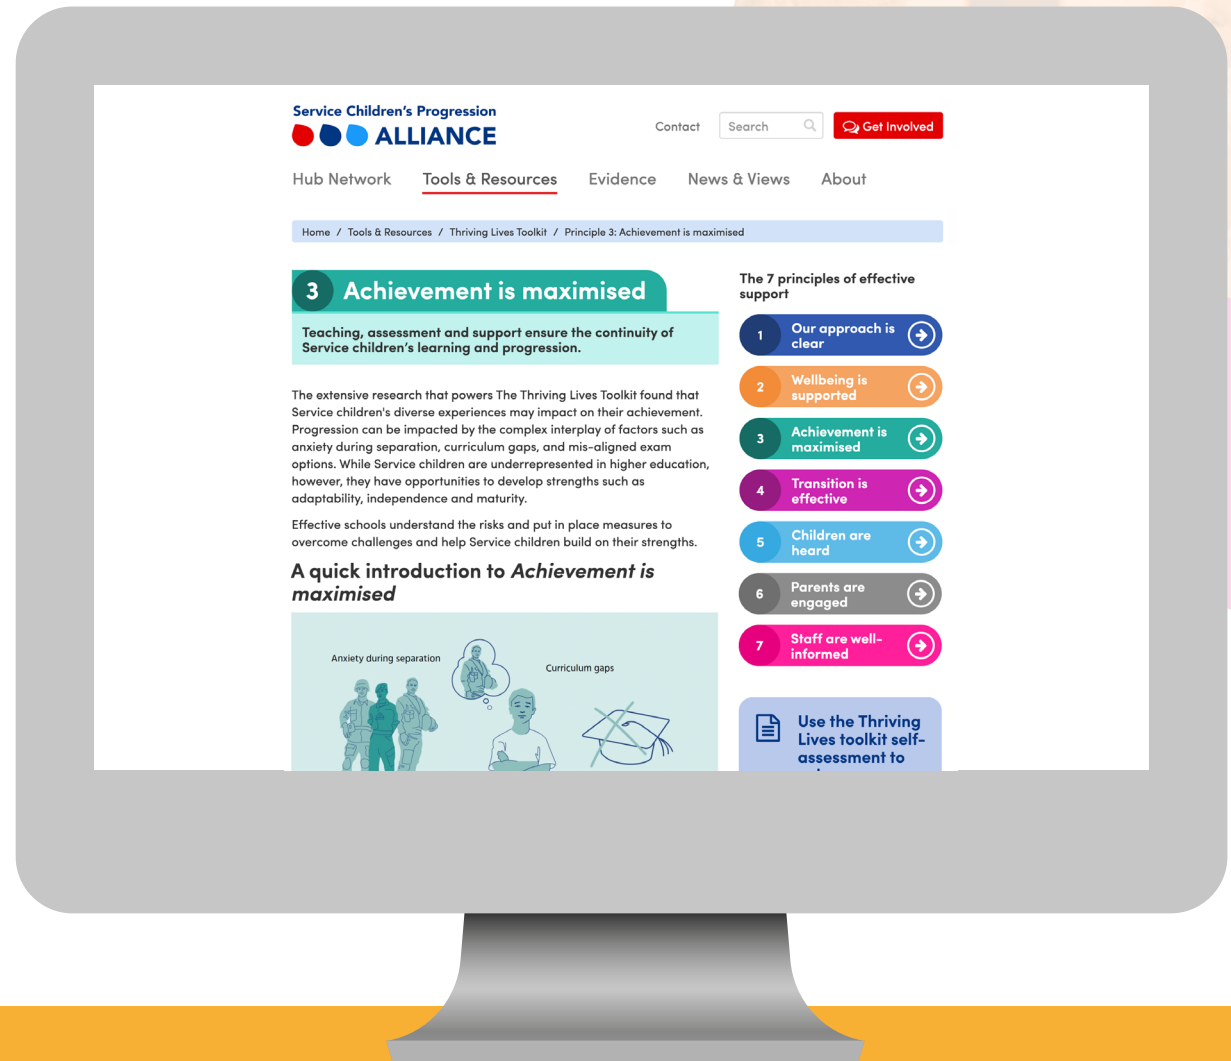 Service Children's Progression
ALLIANCE
Contact
Search
Get Involved
Hub Network
Tools & Resources
Evidence
News & Views
About
Home / Tools & Resources / Thriving Lives Toolkit / Principle 3: Achievement is maximised
3 Achievement is maximised
Teaching, assessment and support ensure the continuity of
Service children's learning and progression.
The extensive research that powers The Thriving Lives Toolkit found that
Service children's diverse experiences may impact on their achievement.
Progression can be impacted by the complex interplay of factors such as
anxiety during separation, curriculum gaps, and mis-aligned exam
options. While Service children are underrepresented in higher education,
however, they have opportunities to develop strengths such as
adaptability, independence and maturity.
Effective schools understand the risks and put in place measures to
overcome challenges and help Service children build on their strengths.
A quick introduction to Achievement is
maximised
Anxiety during separation
Curriculum gaps
The 7 principles of effective
support
1 Our approach is
clear
2 Wellbeing is
supported
3 Achievement is
maximised
4 Transition is
effective
5 Children are
heard
6 Parents are
engaged
7 Staff are well-
informed
Use the Thriving
Lives toolkit self-
assessment to